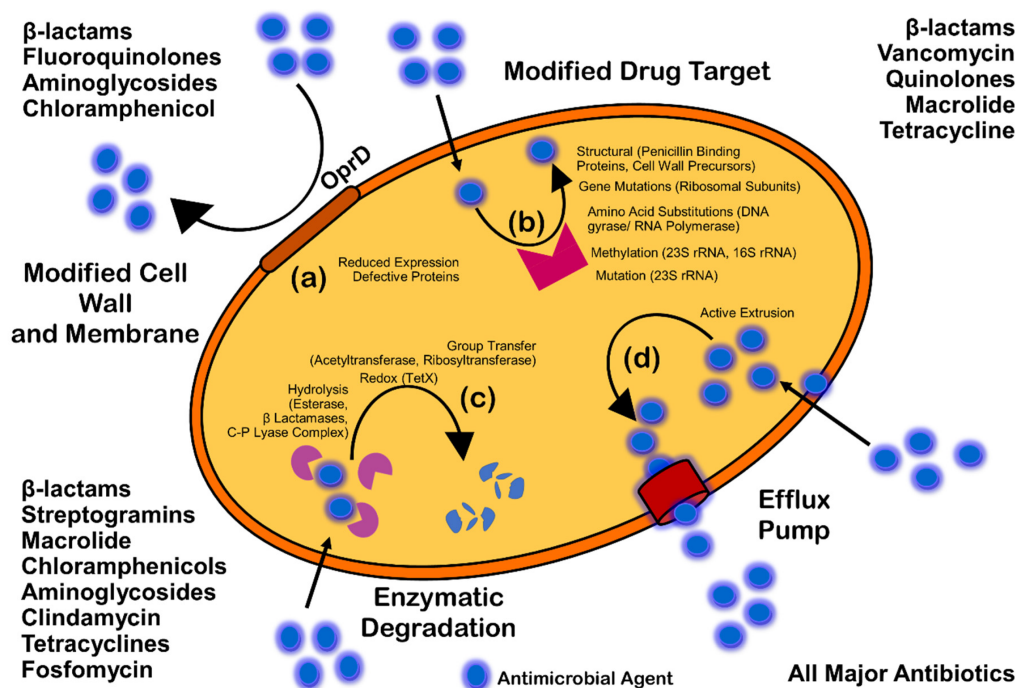 β-lactams
Fluoroquinolones
Aminoglycosides
Chloramphenicol
β-lactams
Vancomycin
Quinolones
Macrolide
Tetracycline
Modified Drug Target
OprD
Structural (Penicillin Binding
Proteins, Cell Wall Precursors)
Gene Mutations (Ribosomal Subunits)
(b)
Amino Acid Substitutions (DNA
gyrase/ RNA Polymerase)
Methylation (23S rRNA, 16S rRNA)
Mutation (23S rRNA)
Modified Cell
Wall
and Membrane
(a)
Reduced Expression
Defective Proteins
Active Extrusion
(d)
Group Transfer
(Acetyltransferase, Ribosyltransferase)
Redox (TetX)
(c)
Hydrolysis
(Esterase,
β Lactamases,
C-P Lyase Complex)
β-lactams
Streptogramins
Macrolide
Chloramphenicols
Aminoglycosides
Clindamycin
Tetracyclines
Fosfomycin
Efflux
Pump
Enzymatic
Degradation
Antimicrobial Agent
All Major Antibiotics